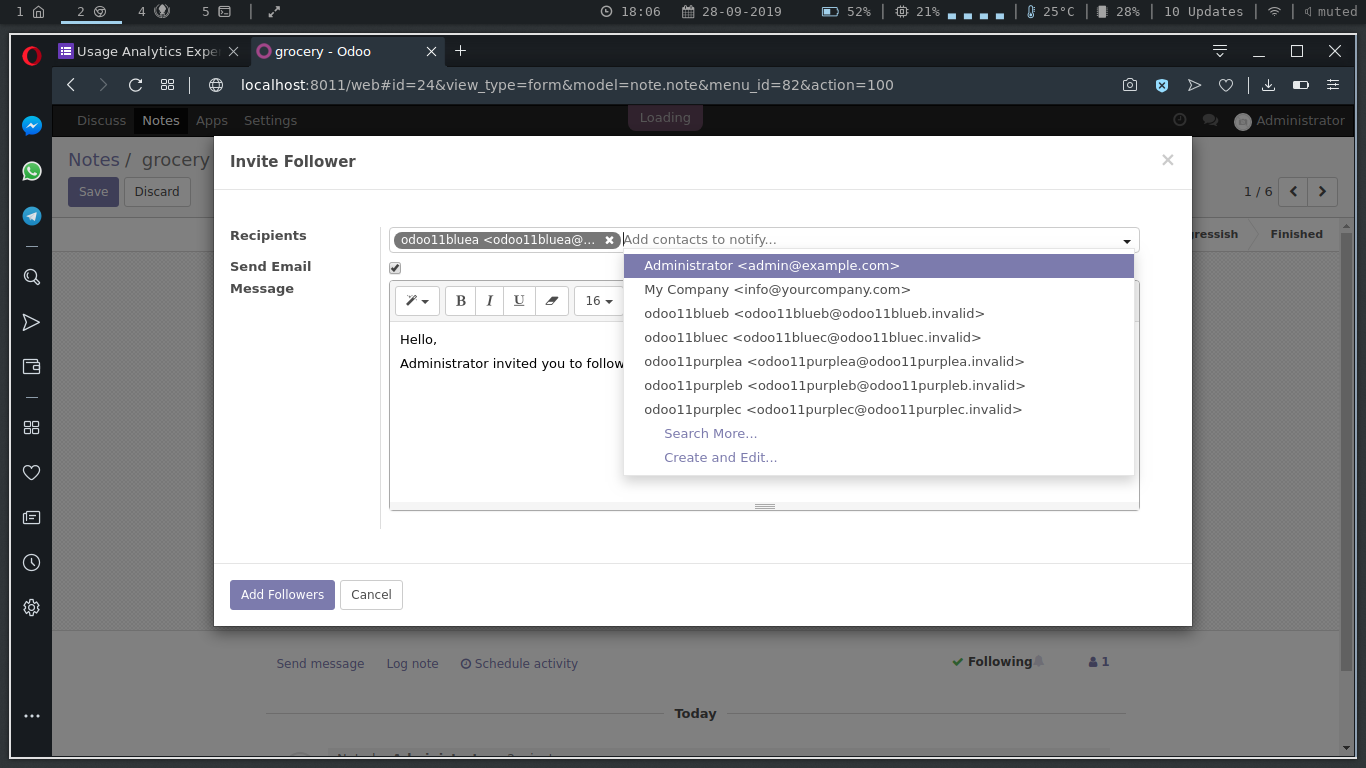 1 2 4 5 18:06 28-09-2019 52% 21% 25°C 28% 10 Updates muted
Usage Analytics Expe grocery - Odoo
localhost:8011/web#id=24&view_type=form&model=note.note&menu_id=82&action=100
Discuss Notes Apps Settings Loading Administrator
Notes / grocery
Save Discard 1 / 6
Finished
Invite Follower
Recipients odoo11bluea <odoo11bluea@... Add contacts to notify...
Send Email
Message
Administrator <admin@example.com>
My Company <info@yourcompany.com>
odoo11blueb <odoo11blueb@odoo11blueb.invalid>
odoo11bluec <odoo11bluec@odoo11bluec.invalid>
odoo11purplea <odoo11purplea@odoo11purplea.invalid>
odoo11purpleb <odoo11purpleb@odoo11purpleb.invalid>
odoo11purplec <odoo11purplec@odoo11purplec.invalid>
Search More...
Create and Edit...
B I U 16
Hello,
Administrator invited you to follow
Add Followers Cancel
Send message Log note Schedule activity Following 1
Today